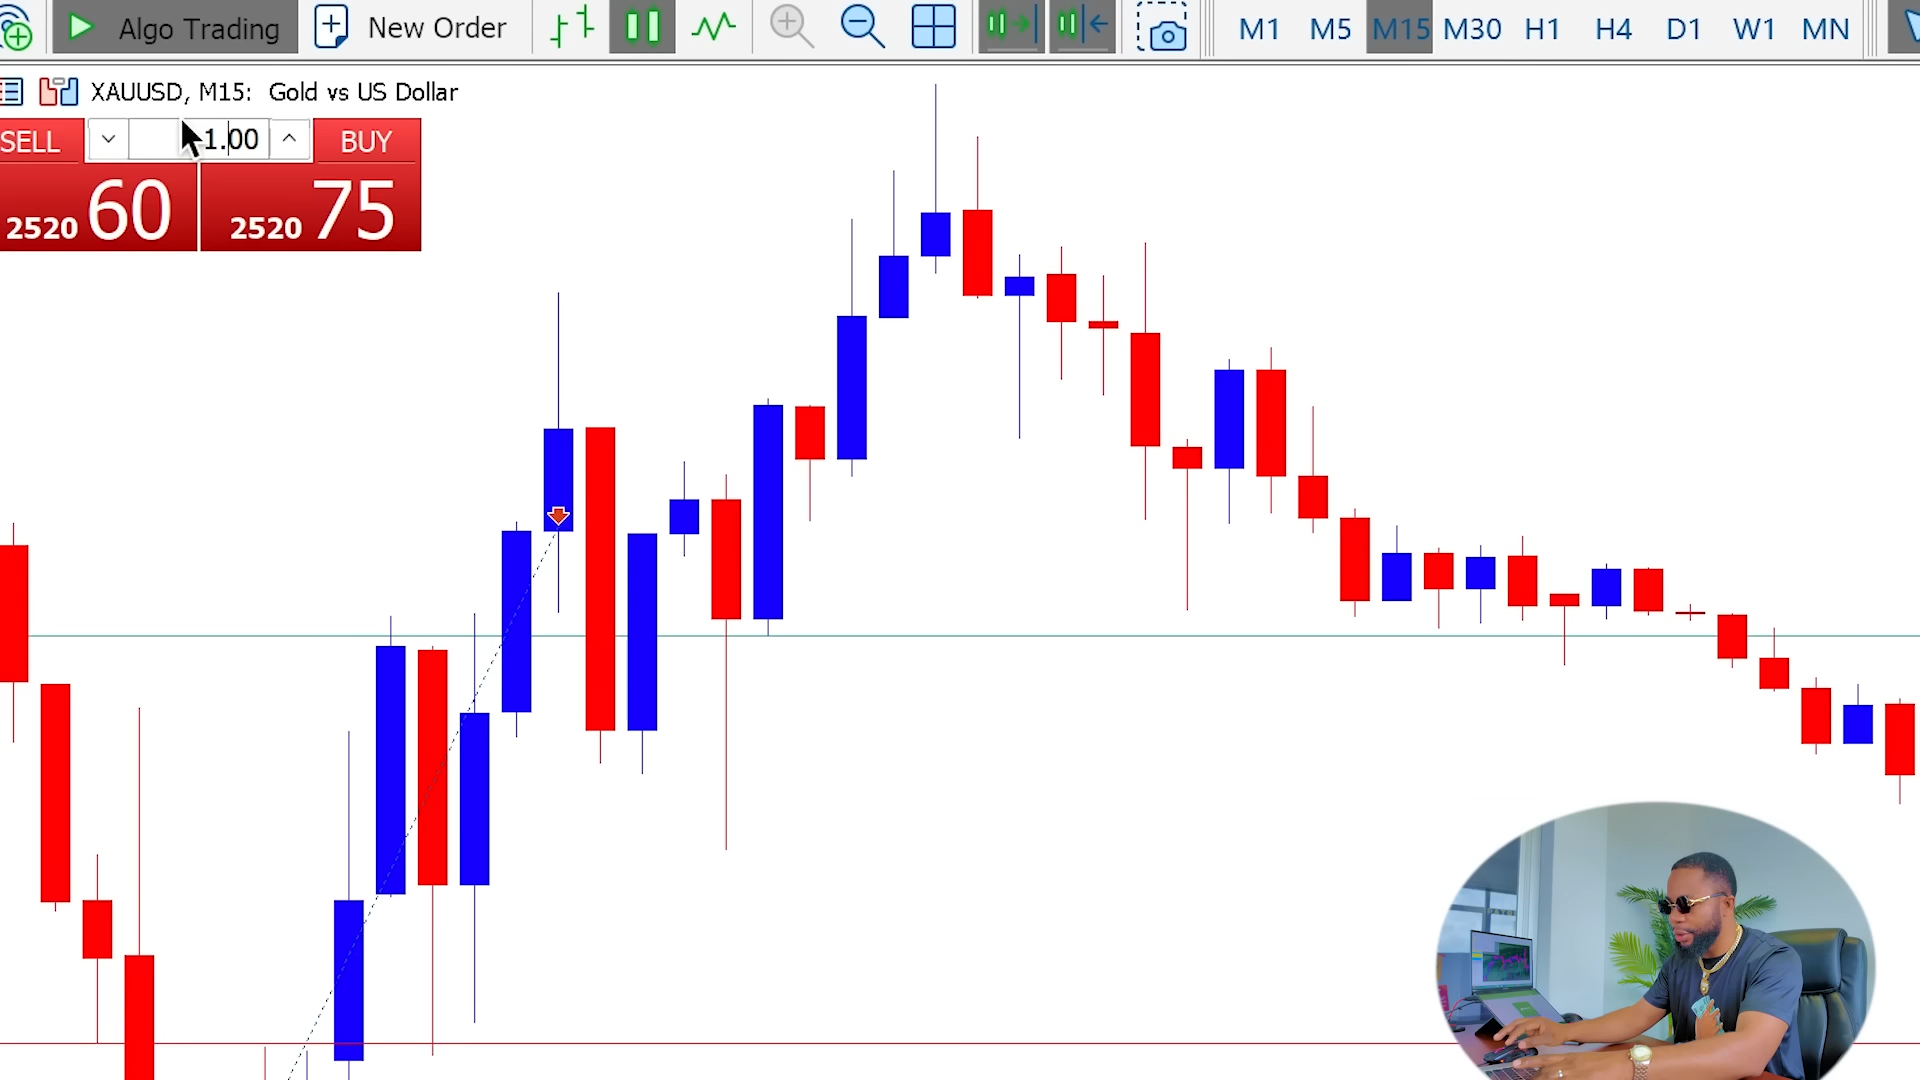 Algo Trading New Order M1 M5 M15 M30 H1 H4 D1 W1 MN
XAUUSD, M15: Gold vs US Dollar
SELL 1.00 BUY
2520 60 2520 75